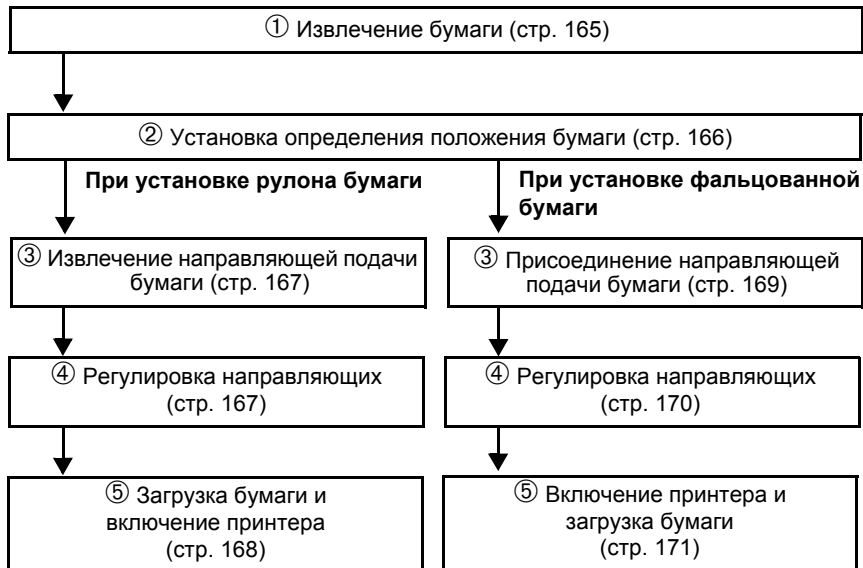 ① Извлечение бумаги (стр. 165)
② Установка определения положения бумаги (стр. 166)
При установке рулона бумаги
При установке фальцованной
бумаги
③ Извлечение направляющей подачи
бумаги (стр. 167)
③ Присоединение направляющей
подачи бумаги (стр. 169)
④ Регулировка направляющих
(стр. 167)
④ Регулировка направляющих
(стр. 170)
⑤ Загрузка бумаги и
включение принтера
(стр. 168)
⑤ Включение принтера и
загрузка бумаги
(стр. 171)